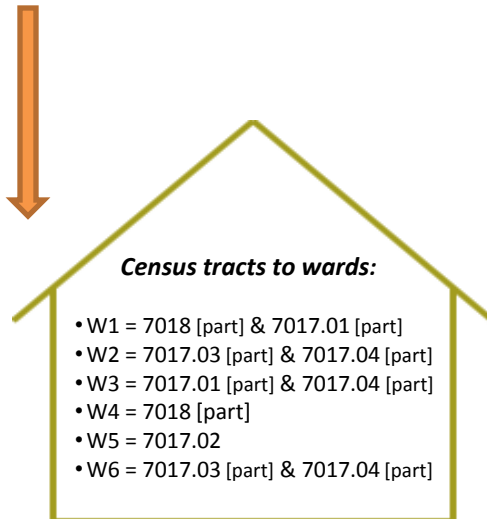 Census tracts to wards:
• W1 = 7018 [part] & 7017.01 [part]
• W2 = 7017.03 [part] & 7017.04 [part]
• W3 = 7017.01 [part] & 7017.04 [part]
• W4 = 7018 [part]
• W5 = 7017.02
• W6 = 7017.03 [part] & 7017.04 [part]